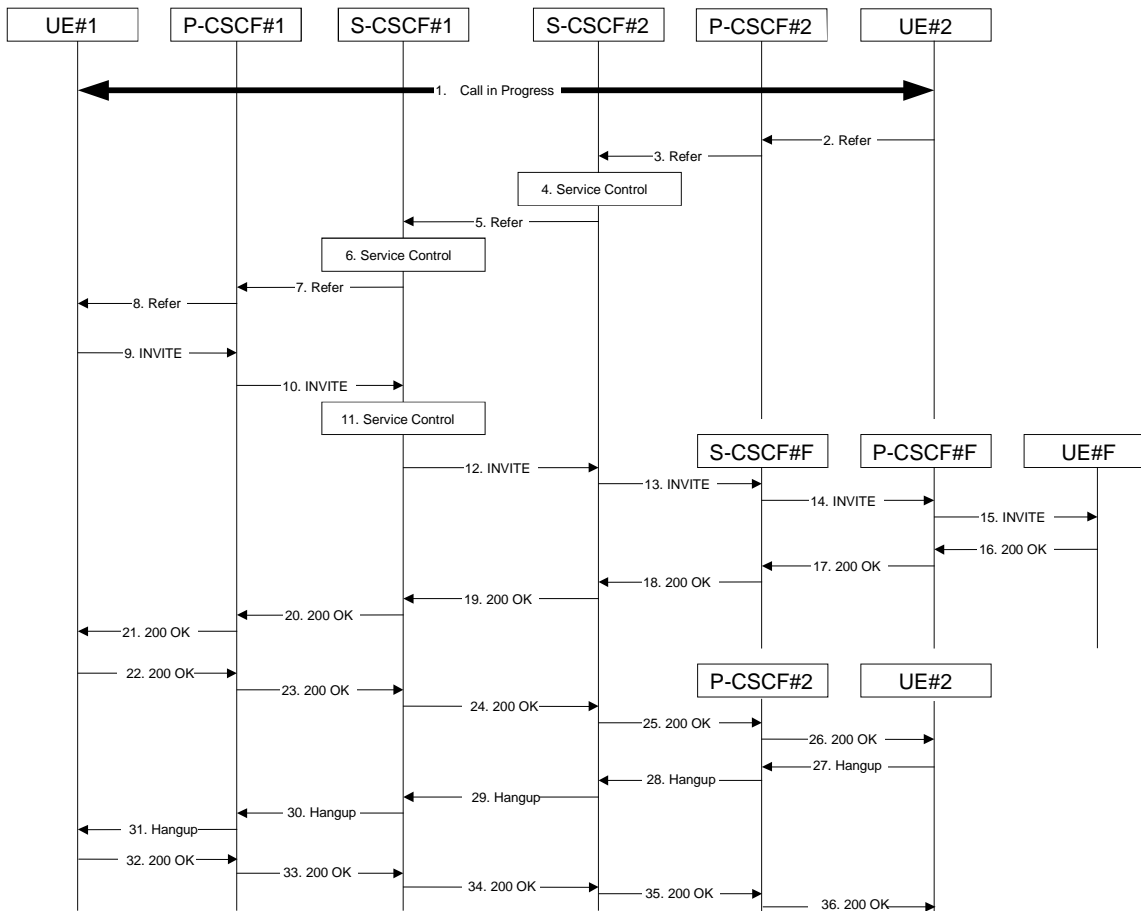 UE#1
P-CSCF#1
S-CSCF#1
S-CSCF#2
P-CSCF#2
UE#2
1. Call in Progress
2. Refer
3. Refer
4. Service Control
5. Refer
6. Service Control
7. Refer
8. Refer
9. INVITE
10. INVITE
11. Service Control
S-CSCF#F
P-CSCF#F
UE#F
12. INVITE
13. INVITE
14. INVITE
15. INVITE
16. 200 OK
17. 200 OK
18. 200 OK
19. 200 OK
20. 200 OK
21. 200 OK
22. 200 OK
P-CSCF#2
UE#2
23. 200 OK
24. 200 OK
25. 200 OK
26. 200 OK
27. Hangup
28. Hangup
29. Hangup
30. Hangup
31. Hangup
32. 200 OK
33. 200 OK
34. 200 OK
35. 200 OK
36. 200 OK